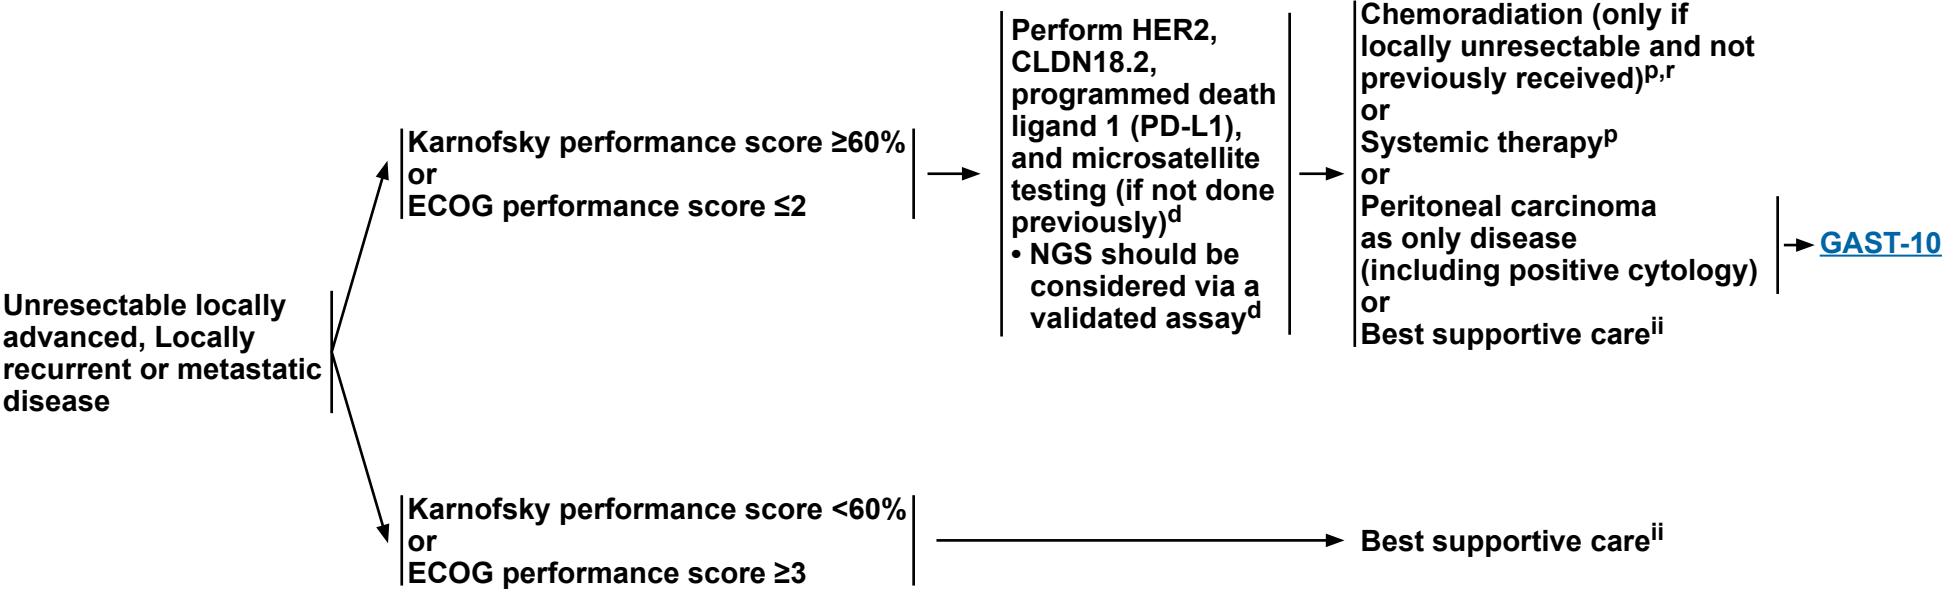 Unresectable locally
advanced, Locally
recurrent or metastatic
disease
Karnofsky performance score ≥60%
or
ECOG performance score ≤2
Perform HER2,
CLDN18.2,
programmed death
ligand 1 (PD-L1),
and microsatellite
testing (if not done
previously)d
• NGS should be
considered via a
validated assayd
Chemoradiation (only if
locally unresectable and not
previously received)p,r
or
Systemic therapyp
or
Peritoneal carcinoma
as only disease
(including positive cytology)
or
Best supportive careii
GAST-10
Karnofsky performance score <60%
or
ECOG performance score ≥3
Best supportive careii